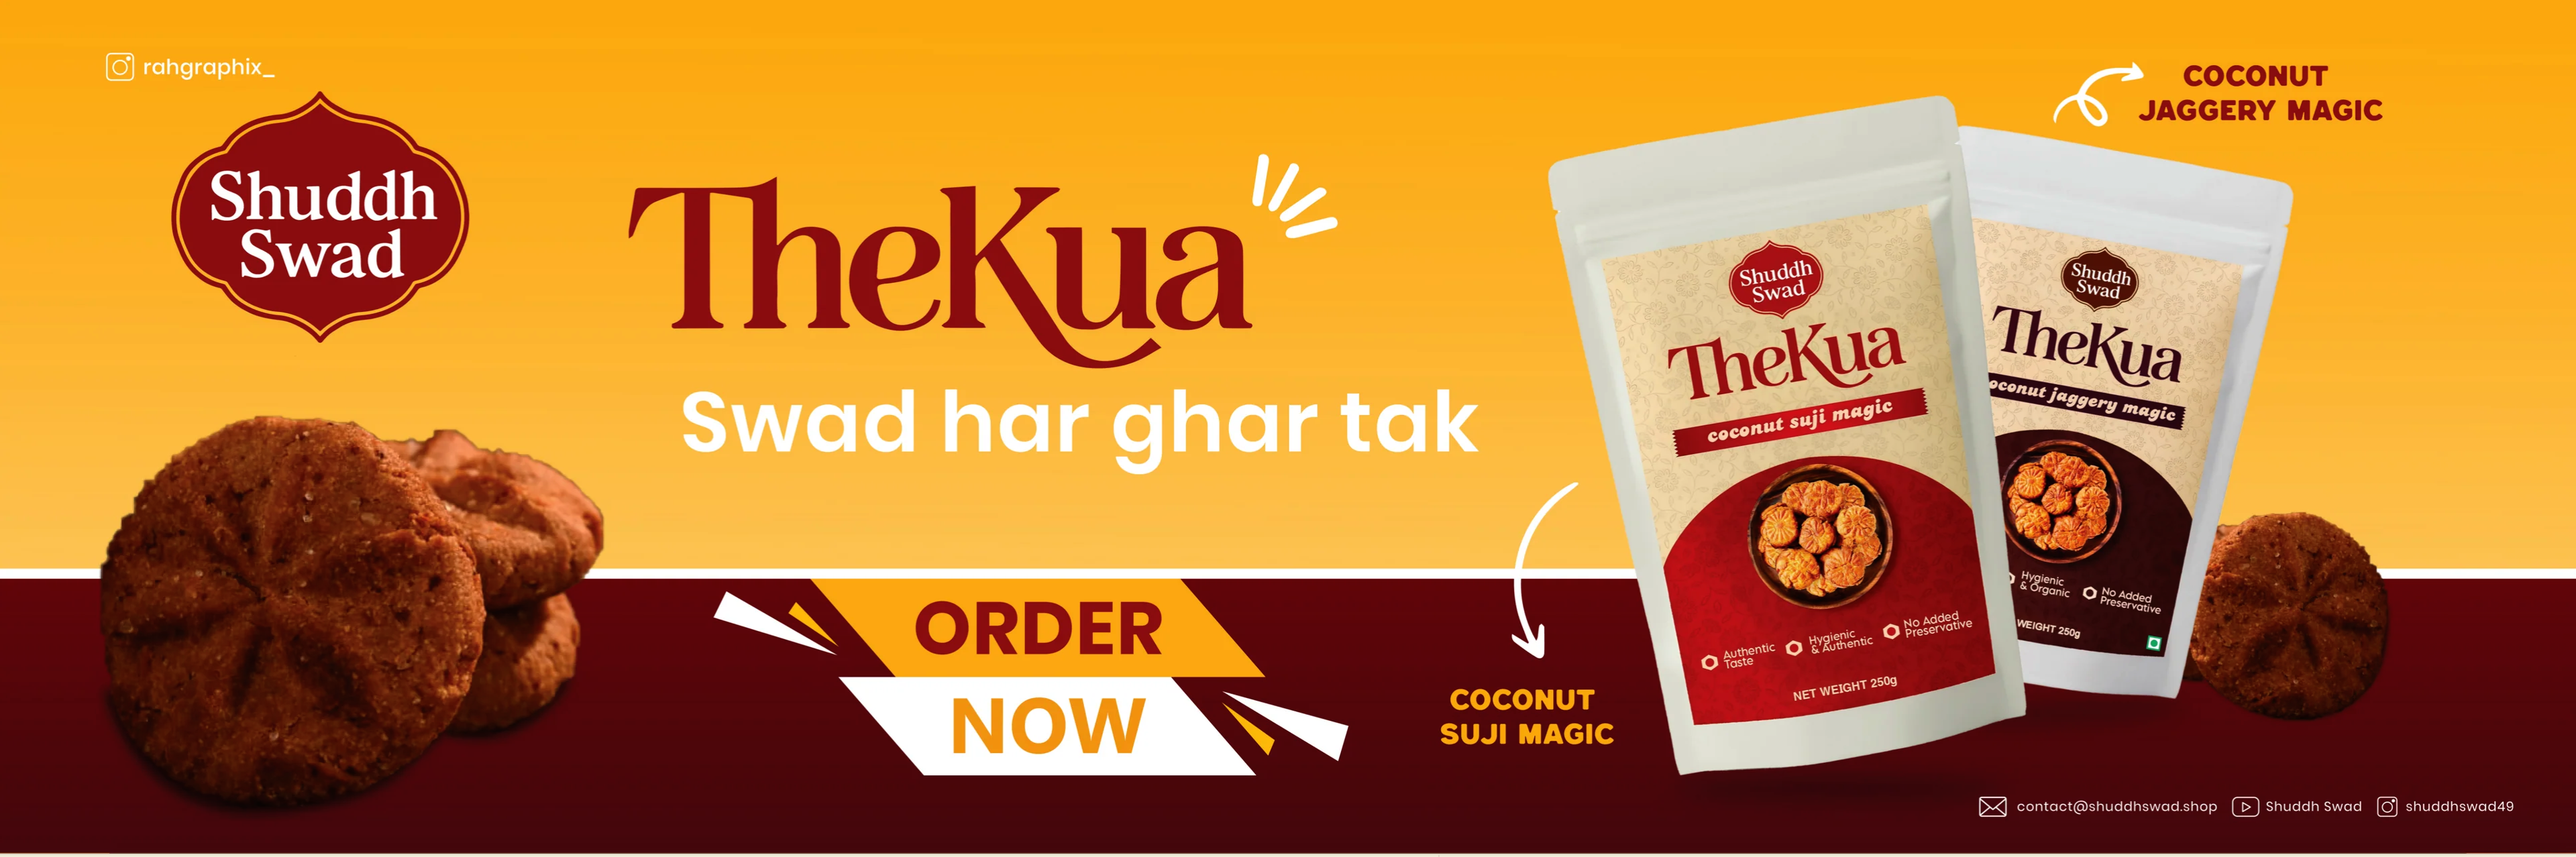 rahgraphix_
Shuddh
Swad
TheKua
Swad har ghar tak
ORDER
NOW
COCONUT
SUJI MAGIC
COCONUT
JAGGERY MAGIC
Shuddh
Swad
TheKua
coconut suji magic
Authentic
Taste
Hygienic
& Authentic
No Added
Preservative
NET WEIGHT 250g
Shuddh
Swad
TheKua
oconut jaggery magic
Hygienic
& Organic
No Added
Preservative
WEIGHT 250g
contact@shuddhswad.shop
Shuddh Swad
shuddhswad49